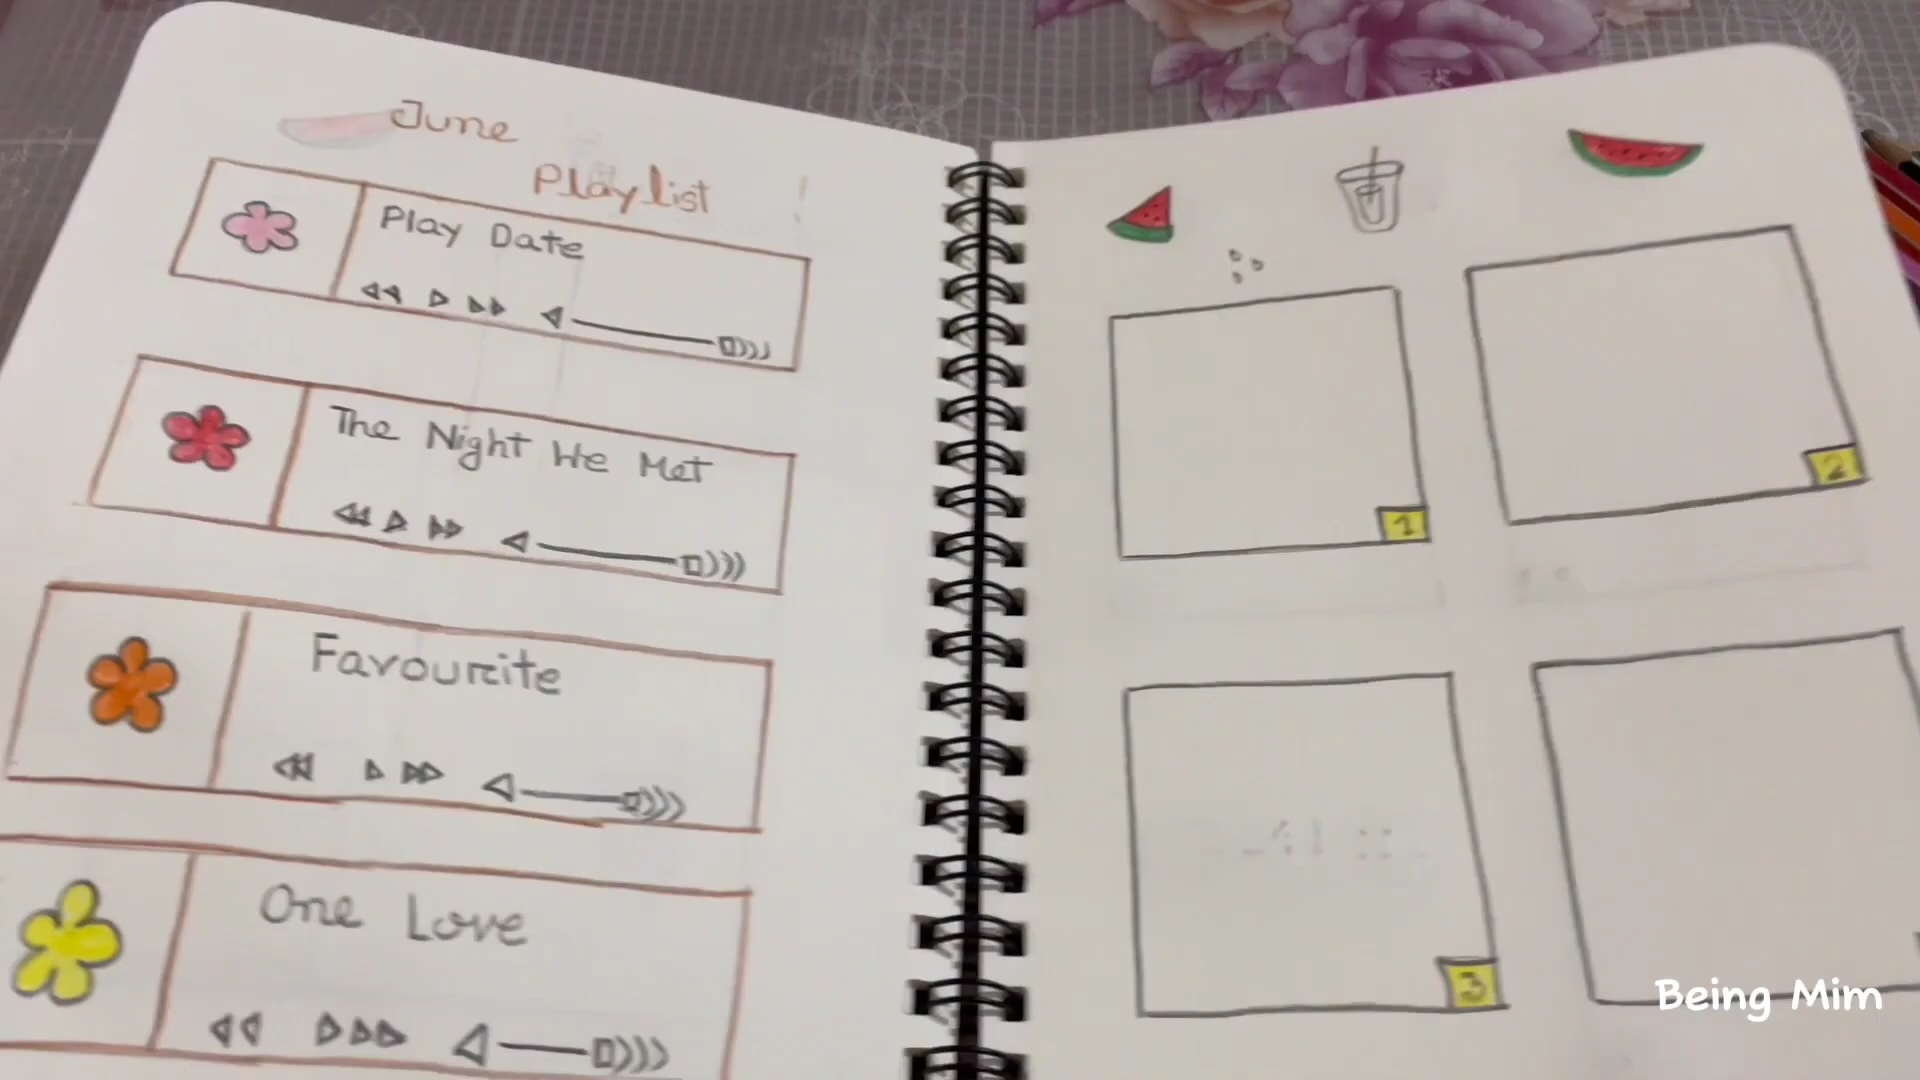 June
Playlist
Play Date
The Night We Met
Favourite
One Love
1
2
3
Being Mim